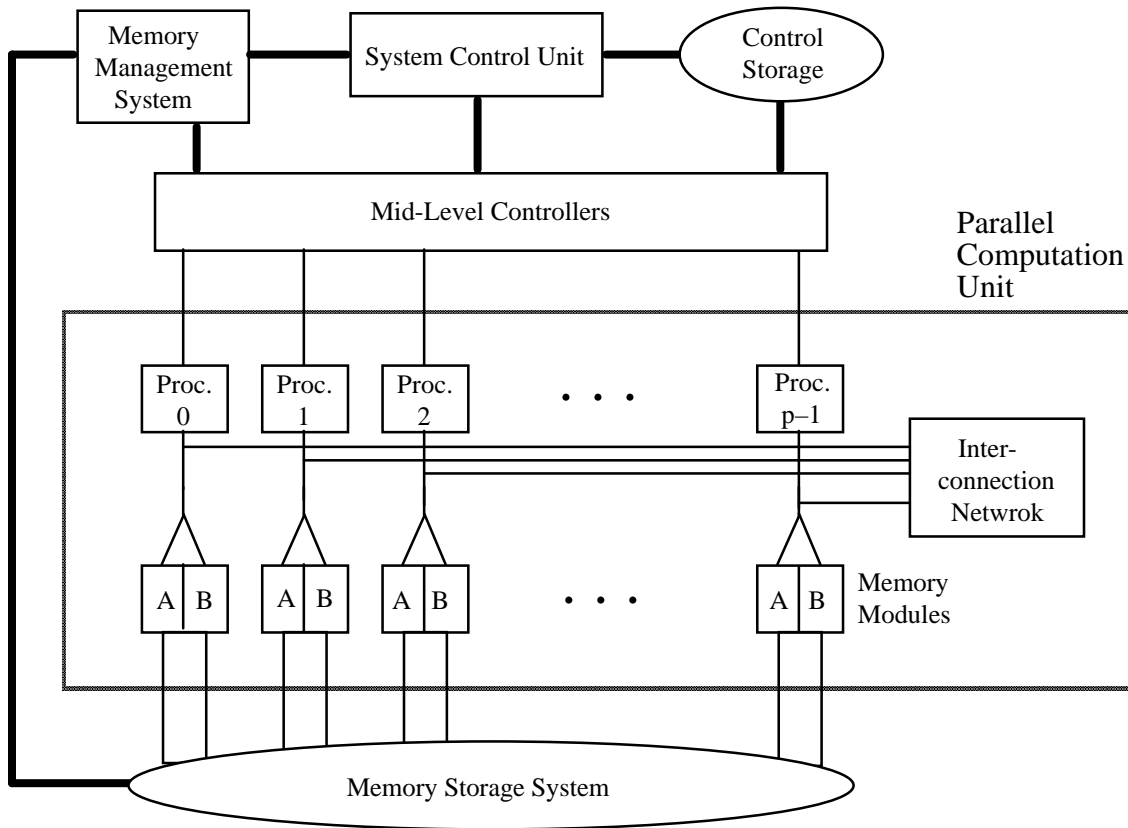 Memory
Management
System
System Control Unit
Control
Storage
Mid-Level Controllers
Parallel
Computation
Unit
Proc.
0
Proc.
1
Proc.
2
. . .
Proc.
p–1
Inter-
connection
Netwrok
A B
A B
A B
. . .
A B
Memory
Modules
Memory Storage System